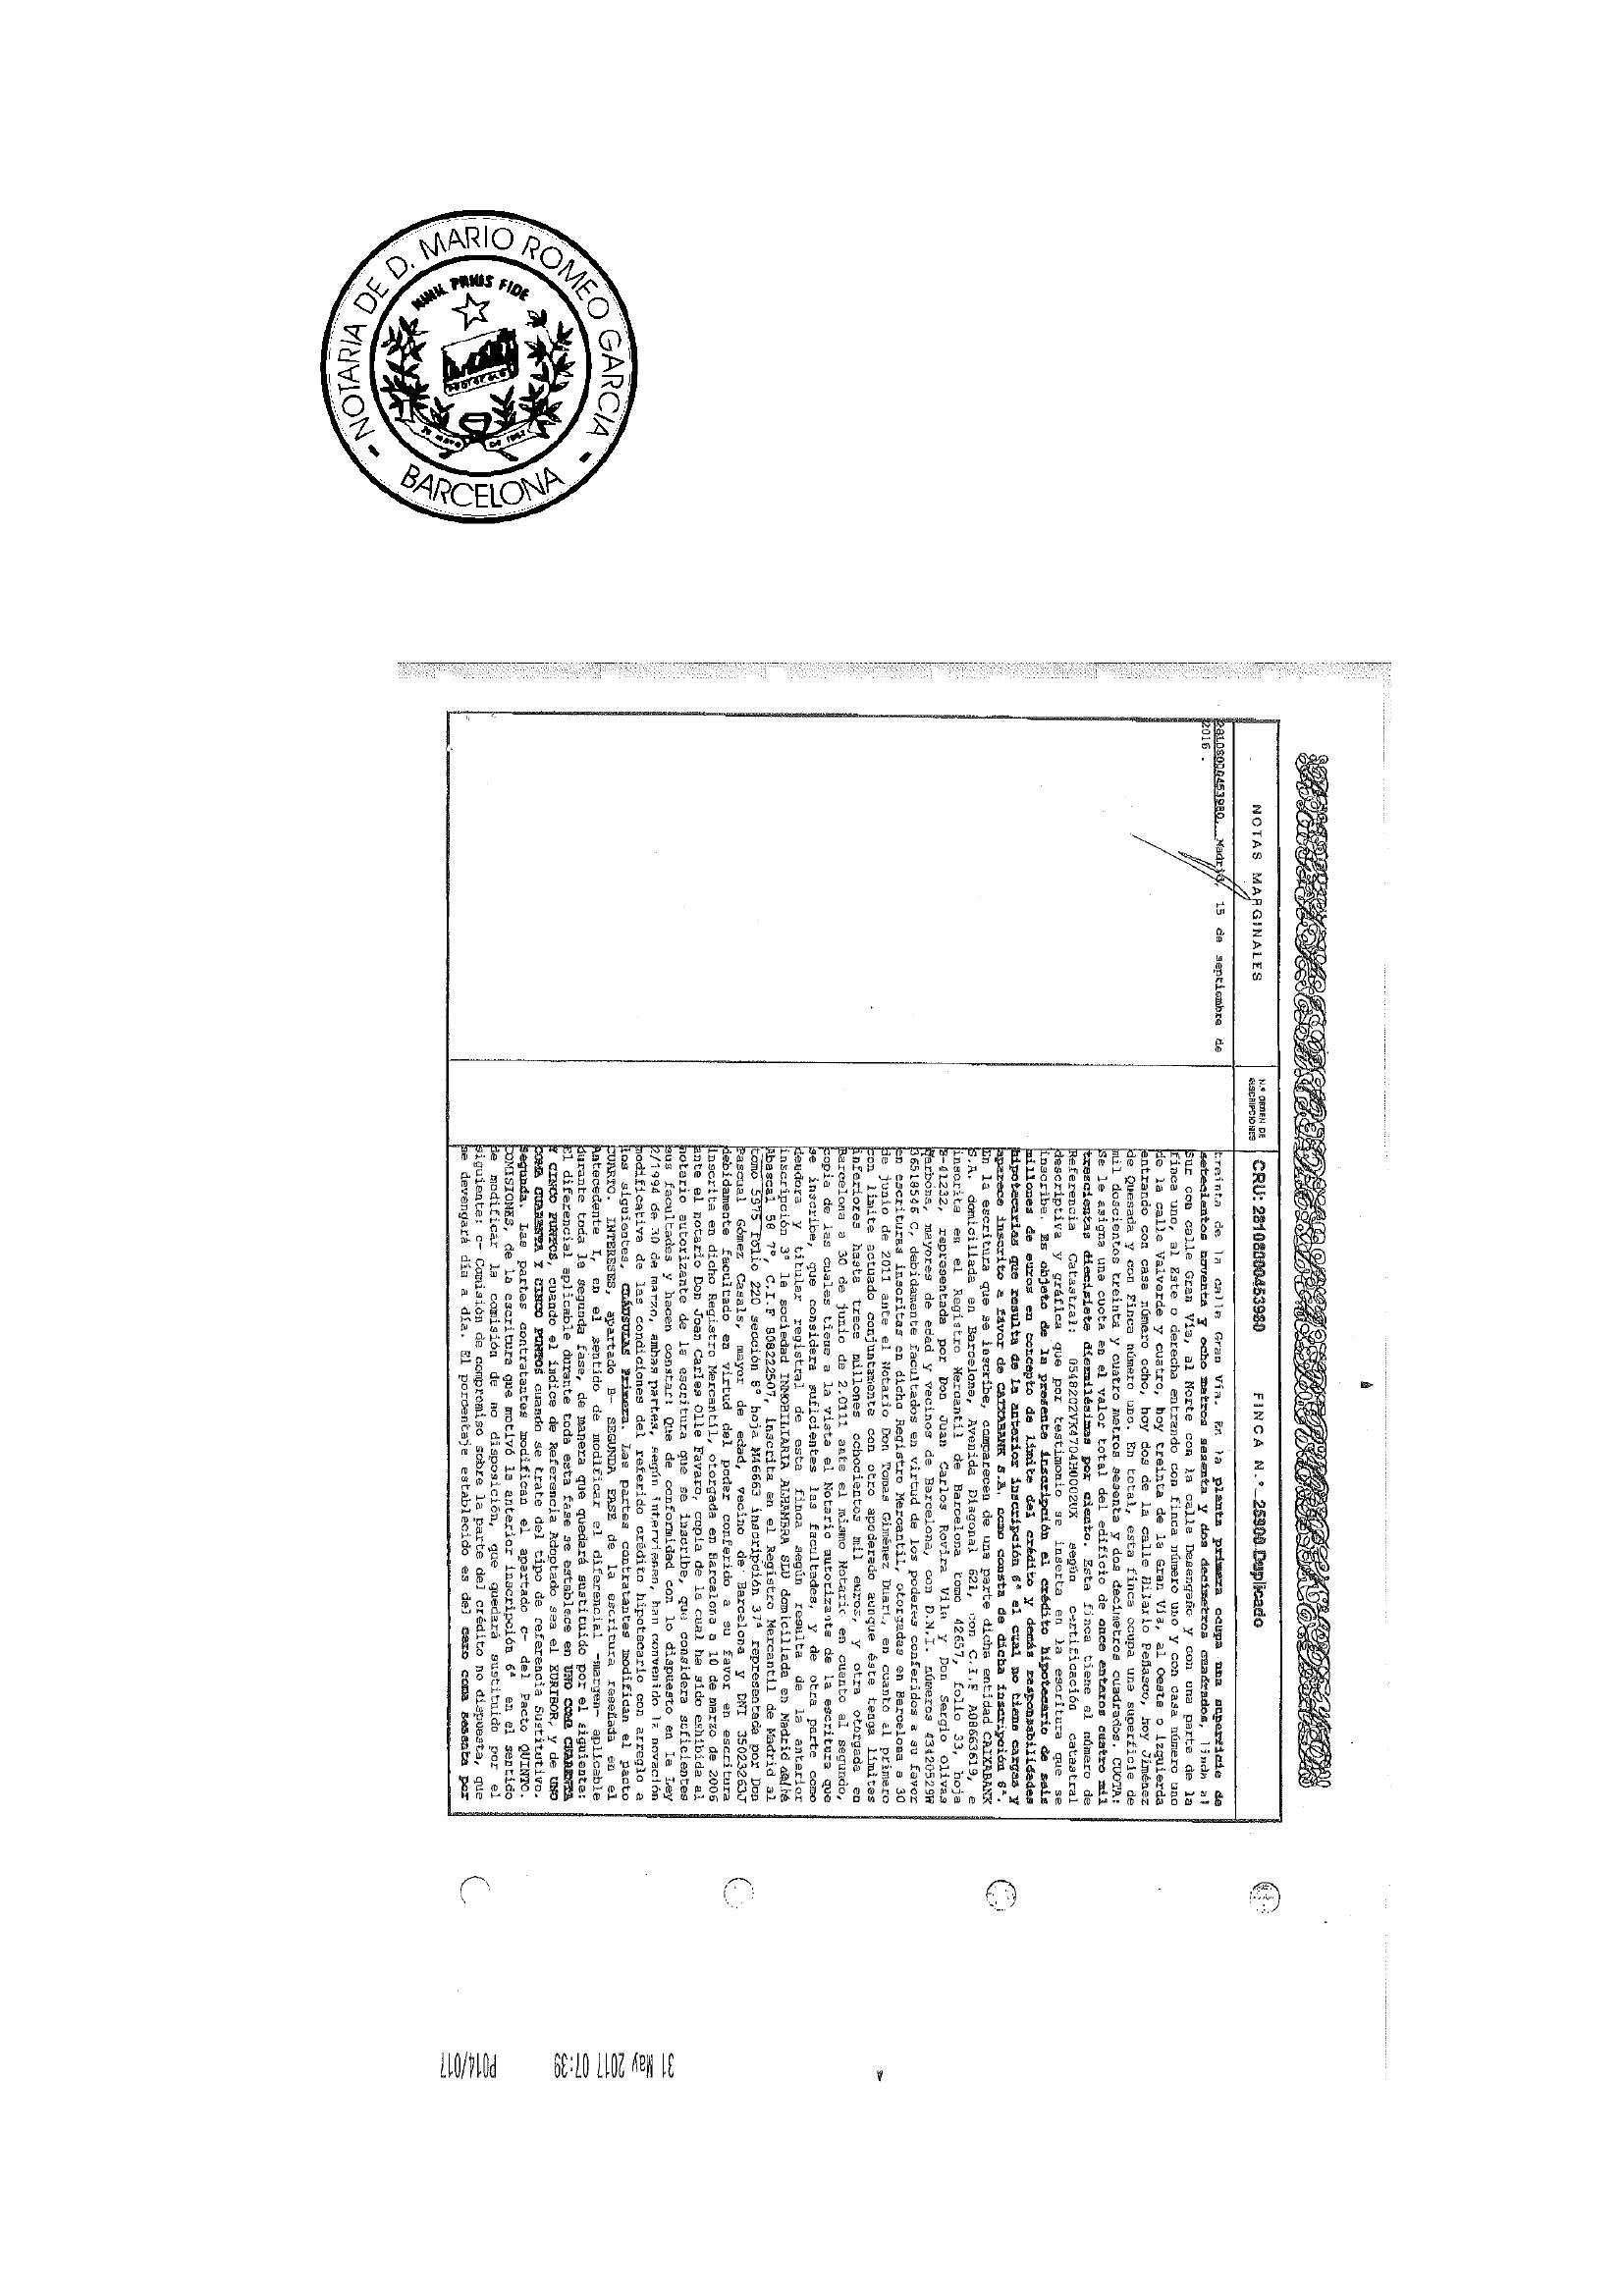 NOTARIA DE D. MARIO ROMEO GARCIA
BARCELONA
NIHIL PRIUS FIDE
NOTAS MARGINALES
N.º ORDEN DE
INSCRIPCIONES
CRU: 28108000453980 FINCA N.º 25900 Duplicado
28108000453980. Madrid, 15 de septiembre de
2016 .
treinta de la calle Gran Vía. En la planta primera ocupa una superficie de
setecientos noventa y ocho metros sesenta y dos decímetros cuadrados, linda al
Sur con calle Gran Vía, al Norte con la calle Desengaño y con una parte de la
finca uno, al Este o derecha entrando con finca número uno y con casa número uno
de la calle Valverde y cuatro, hoy treinta de la Gran Vía, al Oeste o izquierda
entrando con casa número ocho, hoy dos de la calle Hilario Peñasco, hoy Jiménez
de Quesada y con Finca número uno. En total, esta finca ocupa una superficie de
mil doscientos treinta y cuatro metros sesenta y dos decímetros cuadrados. CUOTA:
Se le asigna una cuota en el valor total del edificio de once enteros cuatro mil
trescientas diecisiete diezmilésimas por ciento. Esta finca tiene el número de
Referencia Catastral: 0548202VK4704H0002UX según certificación catastral
descriptiva y gráfica que por testimonio se inserta en la escritura que se
inscribe. Es objeto de la presente inscripción el crédito hipotecario de seis
millones de euros en concepto de límite del crédito y demás responsabilidades
hipotecarias que resulta de la anterior inscripción 6ª el cual no tiene cargas y
aparece inscrito a favor de CAIXABANK S.A. como consta de dicha inscripción 6ª.
En la escritura que se inscribe, comparecen de una parte dicha entidad CAIXABANK
S.A. domiciliada en Barcelona, Avenida Diagonal 621, con C.I.F A08663619, e
inscrita en el Registro Mercantil de Barcelona tomo 42657, folio 33, hoja
B-41232, representada por Don Juan Carlos Rovira Vila y Don Sergio Olivas
Narbona, mayores de edad y vecinos de Barcelona, con D.N.I. números 43420529W
36518546 C, debidamente facultados en virtud de los poderes conferidos a su favor
en escrituras inscritas en dicho Registro Mercantil, otorgadas en Barcelona a 30
de junio de 2011 ante el Notario Don Tomas Giménez Duart, en cuanto al primero
con límite actuado conjuntamente con otro apoderado aunque éste tenga límites
inferiores hasta trece millones ochocientos mil euros, y otra otorgada en
Barcelona a 30 de junio de 2.0111 ante el mismo Notario en cuanto al segundo,
copia de las cuales tiene a la vista el Notario autorizante de la escritura que
se inscribe, que considera suficientes las facultades, y de otra parte como
deudora y titular registral de esta finca según resulta de la anterior
inscripción 3ª la sociedad INMOBILIARIA ALHAMBRA SLU domiciliada en Madrid calle
Abascal 58 7º, C.I.F B08222507, inscrita en el Registro Mercantil de Madrid al
tomo 5975 folio 220 sección 8ª hoja M46663 inscripción 37ª representada por Don
Pascual Gómez Casals, mayor de edad, vecino de Barcelona y DNI 35023263J
debidamente facultado en virtud del poder conferido a su favor en escritura
inscrita en dicho Registro Mercantil, otorgada en Barcelona a 10 de marzo de 2006
ante el notario Don Joan Carles Olle Favaro, copia de la cual ha sido exhibida al
notario autorizante de la escritura que se inscribe, que considera suficientes
sus facultades y hacen constar: Que de conformidad con lo dispuesto en la Ley
2/1994 de 30 de marzo, ambas partes, según intervienen, han convenido la novación
modificativa de las condiciones del referido crédito hipotecario con arreglo a
los siguientes, CLÁUSULAS Primera. Las partes contratantes modifican el pacto
CUARTO. INTERESES, apartado B- SEGUNDA FASE de la escritura reseñada en el
Antecedente I, en el sentido de modificar el diferencial -margen- aplicable
durante toda la segunda fase, de manera que quedará sustituido por el siguiente:
El diferencial aplicable durante toda esta fase se establece en UNO COMA CUARENTA
Y CINCO PUNTOS, cuando el índice de Referencia Adoptado sea el EURIBOR, y de UNO
COMA CUARENTA Y CINCO PUNTOS cuando se trate del tipo de referencia Sustitutivo.
Segunda. Las partes contratantes modifican el apartado c- del Pacto QUINTO.
COMISIONES, de la escritura que motivó la anterior inscripción 6ª en el sentido
de modificar la comisión de no disposición, que quedará sustituido por el
siguiente: c- Comisión de compromiso sobre la parte del crédito no dispuesta, que
se devengará día a día. El porcentaje establecido es del cero coma sesenta por
31 May 2017 07:39 P014/017